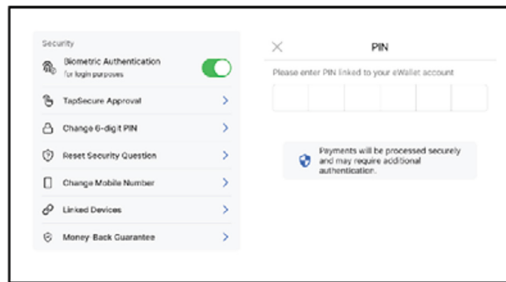 Security
Biometric Authentication
for login purposes
TapSecure Approval
Change 6-digit PIN
Reset Security Question
Change Mobile Number
Linked Devices
Money-Back Guarantee
PIN
Please enter PIN linked to your eWallet account
Payments will be processed securely
and may require additional
authentication.